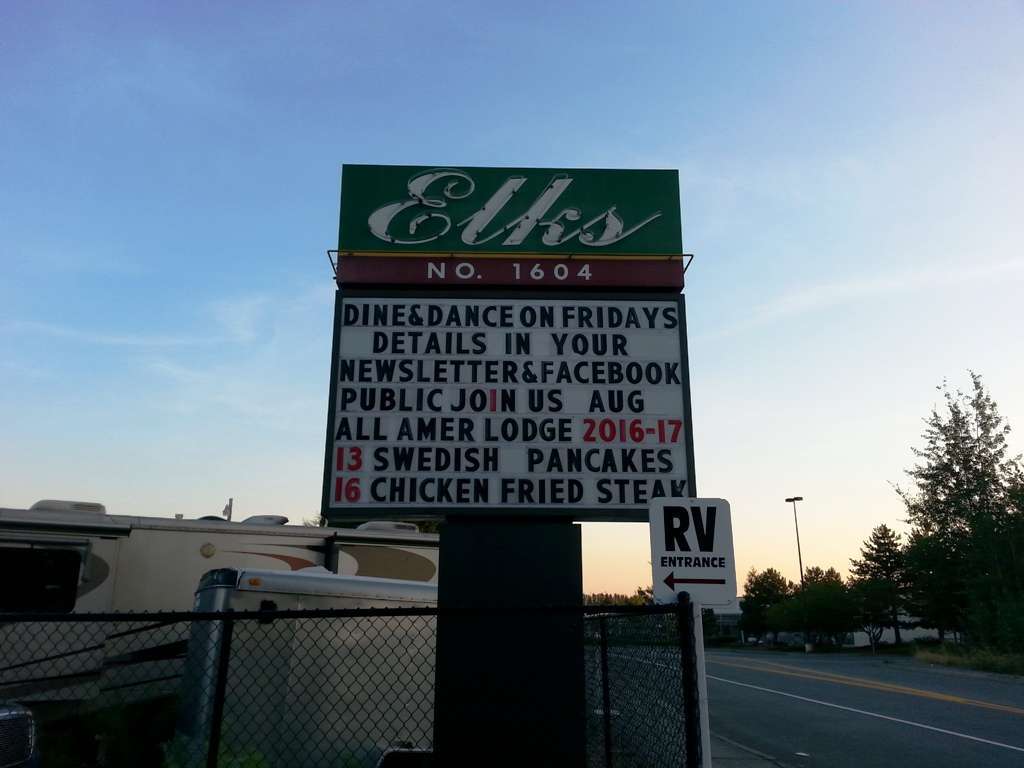 Elks
NO. 1604
DINE&DANCE ON FRIDAYS
DETAILS IN YOUR
NEWSLETTER&FACEBOOK
PUBLIC JOIN US AUG
ALL AMER LODGE 2016-17
13 SWEDISH PANCAKES
16 CHICKEN FRIED STEAK
RV
ENTRANCE